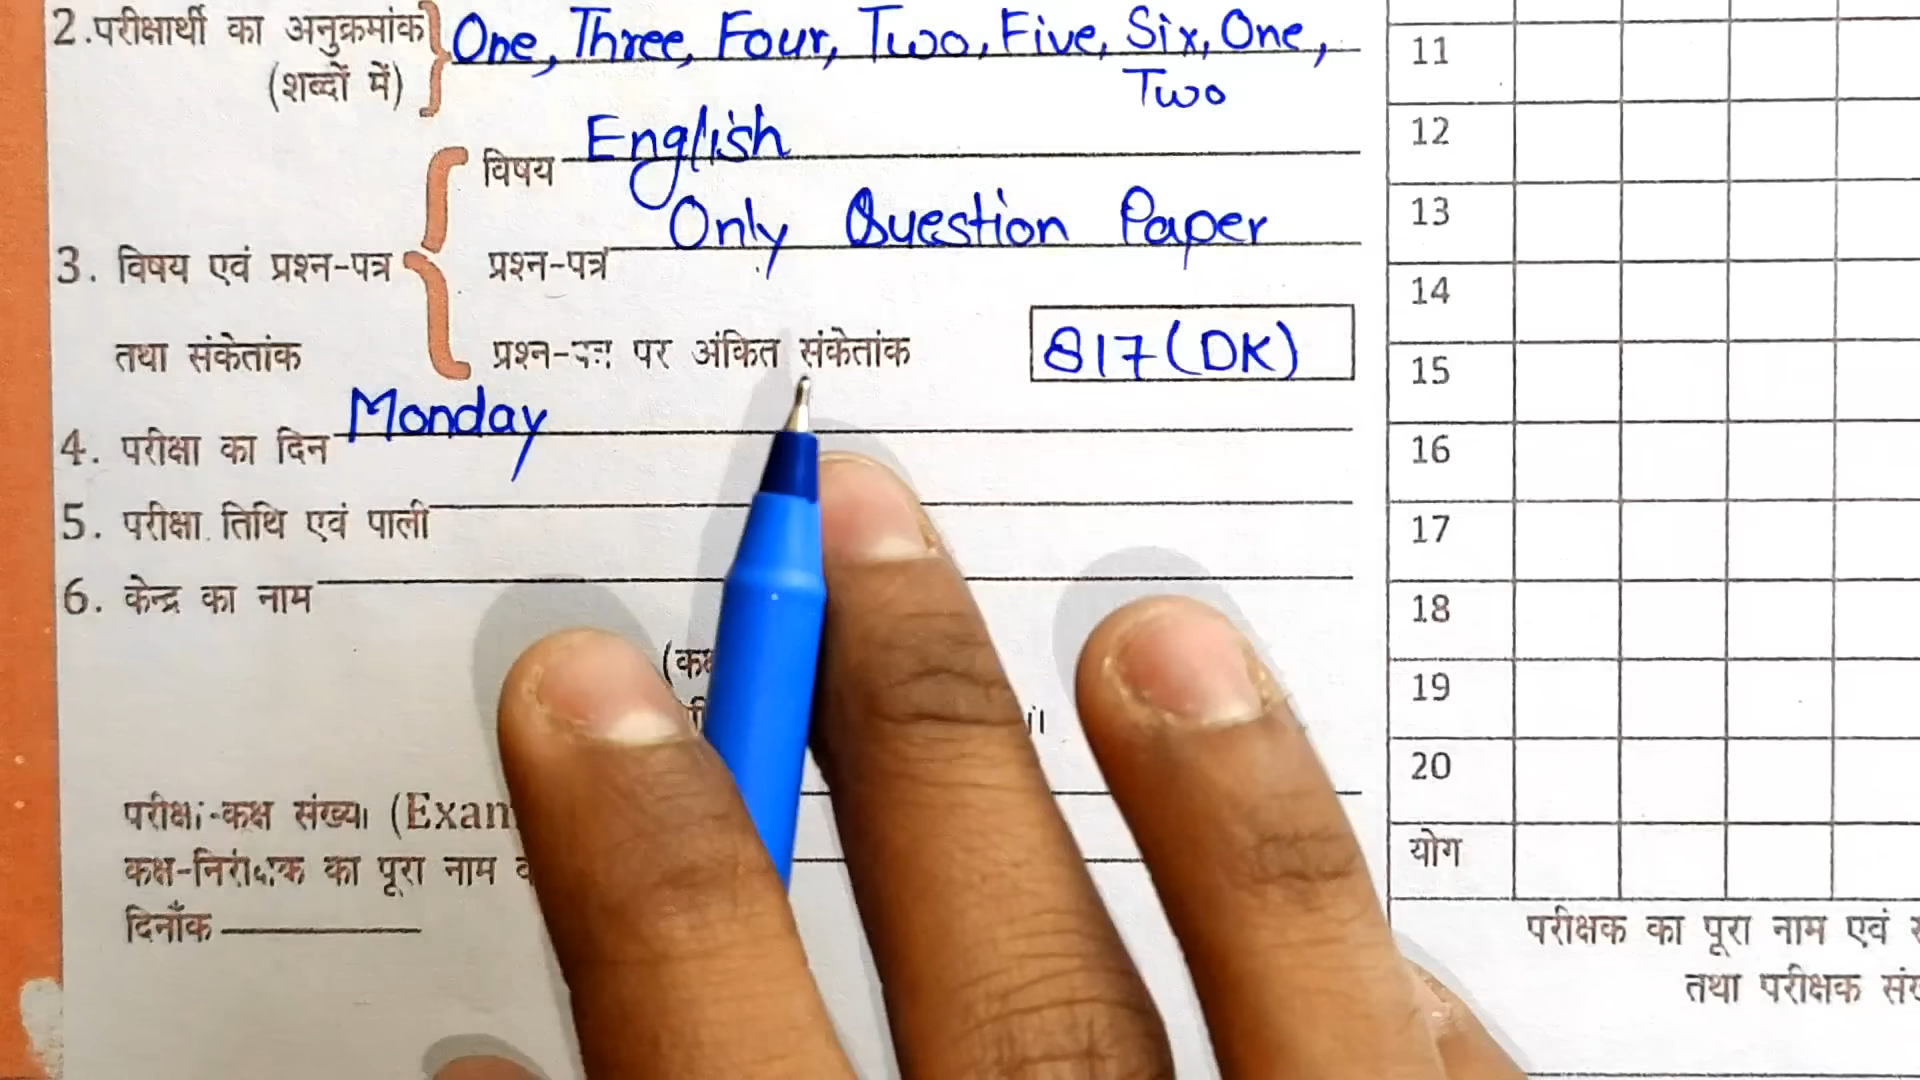 2.परीक्षार्थी का अनुक्रमांक One, Three, Four, Two, Five, Six, One,
(शब्दों में) Two
विषय English
3. विषय एवं प्रश्न-पत्र प्रश्न-पत्र Only Question Paper
तथा संकेतांक प्रश्न-पत्र पर अंकित संकेतांक 817(DK)
4. परीक्षा का दिन Monday
5. परीक्षा तिथि एवं पाली
6. केन्द्र का नाम
परीक्षा-कक्ष संख्या
कक्ष-निरीक्षक का पूरा नाम
दिनाँक
11
12
13
14
15
16
17
18
19
20
योग
परीक्षक का पूरा नाम एवं
तथा परीक्षक